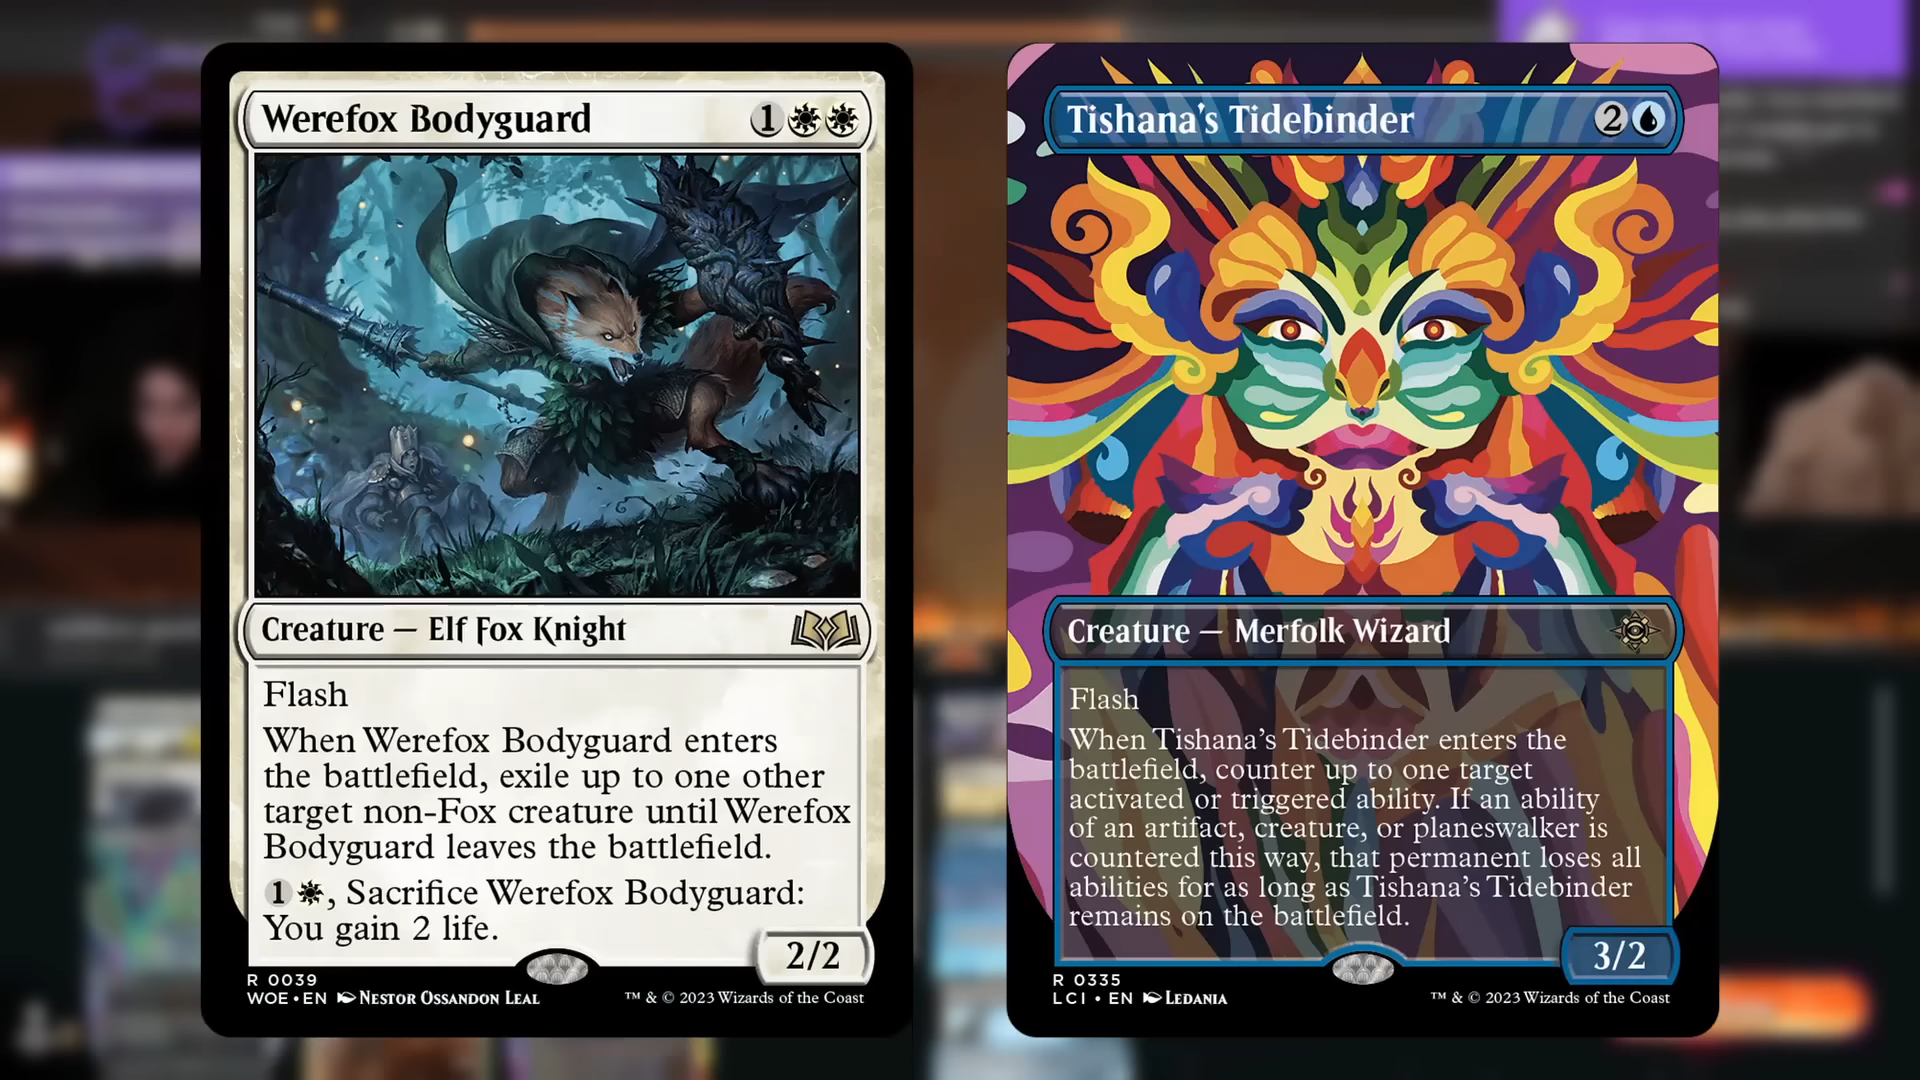 Werefox Bodyguard 1
Creature — Elf Fox Knight
Flash
When Werefox Bodyguard enters
the battlefield, exile up to one other
target non-Fox creature until Werefox
Bodyguard leaves the battlefield.
1, Sacrifice Werefox Bodyguard:
You gain 2 life.
2/2
R 0039
WOE • EN NESTOR OSSANDON LEAL
™ & © 2023 Wizards of the Coast
Tishana's Tidebinder 2
Creature — Merfolk Wizard
Flash
When Tishana's Tidebinder enters the
battlefield, counter up to one target
activated or triggered ability. If an ability
of an artifact, creature, or planeswalker is
countered this way, that permanent loses all
abilities for as long as Tishana's Tidebinder
remains on the battlefield.
3/2
R 0335
LCI • EN LEDANIA
™ & © 2023 Wizards of the Coast